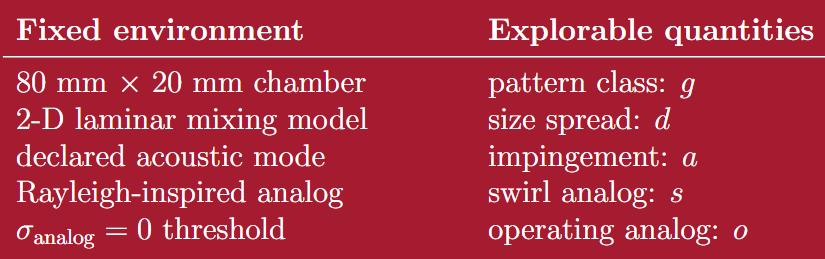 Fixed environment Explorable quantities
80 mm × 20 mm chamber pattern class: g
2-D laminar mixing model size spread: d
declared acoustic mode impingement: a
Rayleigh-inspired analog swirl analog: s
σanalog = 0 threshold operating analog: o